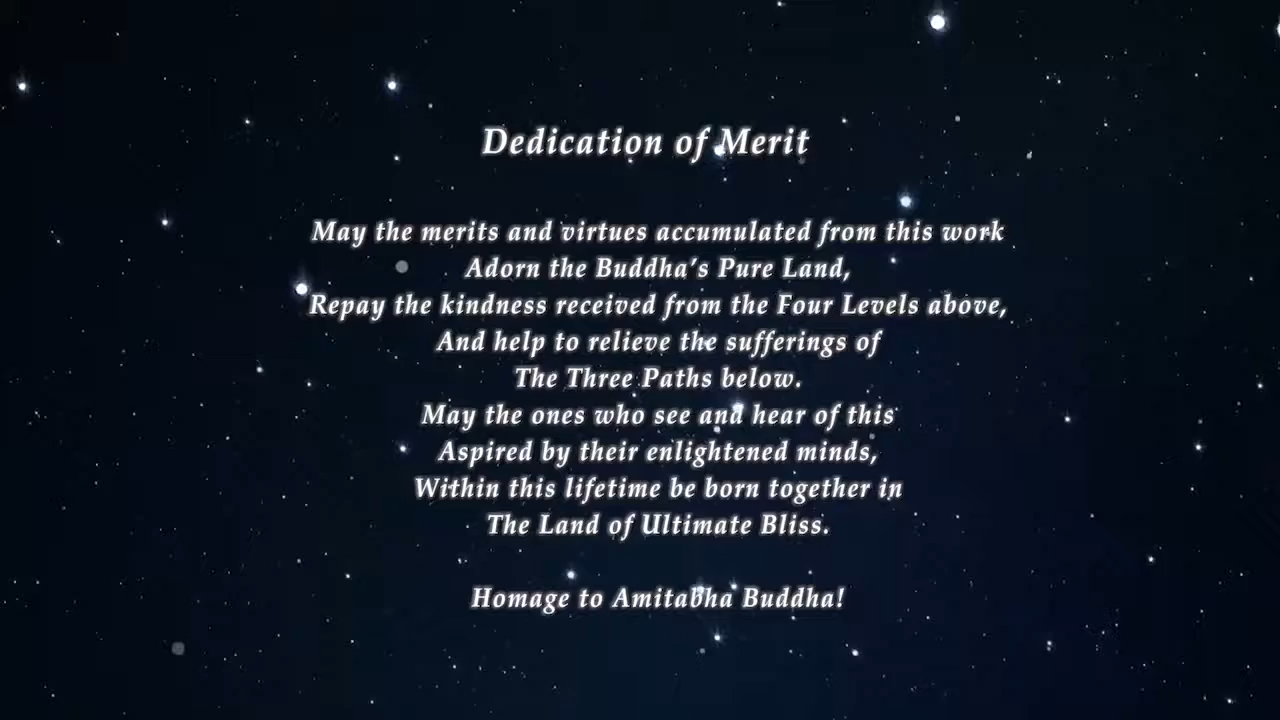 Dedication of Merit
May the merits and virtues accumulated from this work
Adorn the Buddha’s Pure Land,
Repay the kindness received from the Four Levels above,
And help to relieve the sufferings of
The Three Paths below.
May the ones who see and hear of this
Aspired by their enlightened minds,
Within this lifetime be born together in
The Land of Ultimate Bliss.
Homage to Amitabha Buddha!